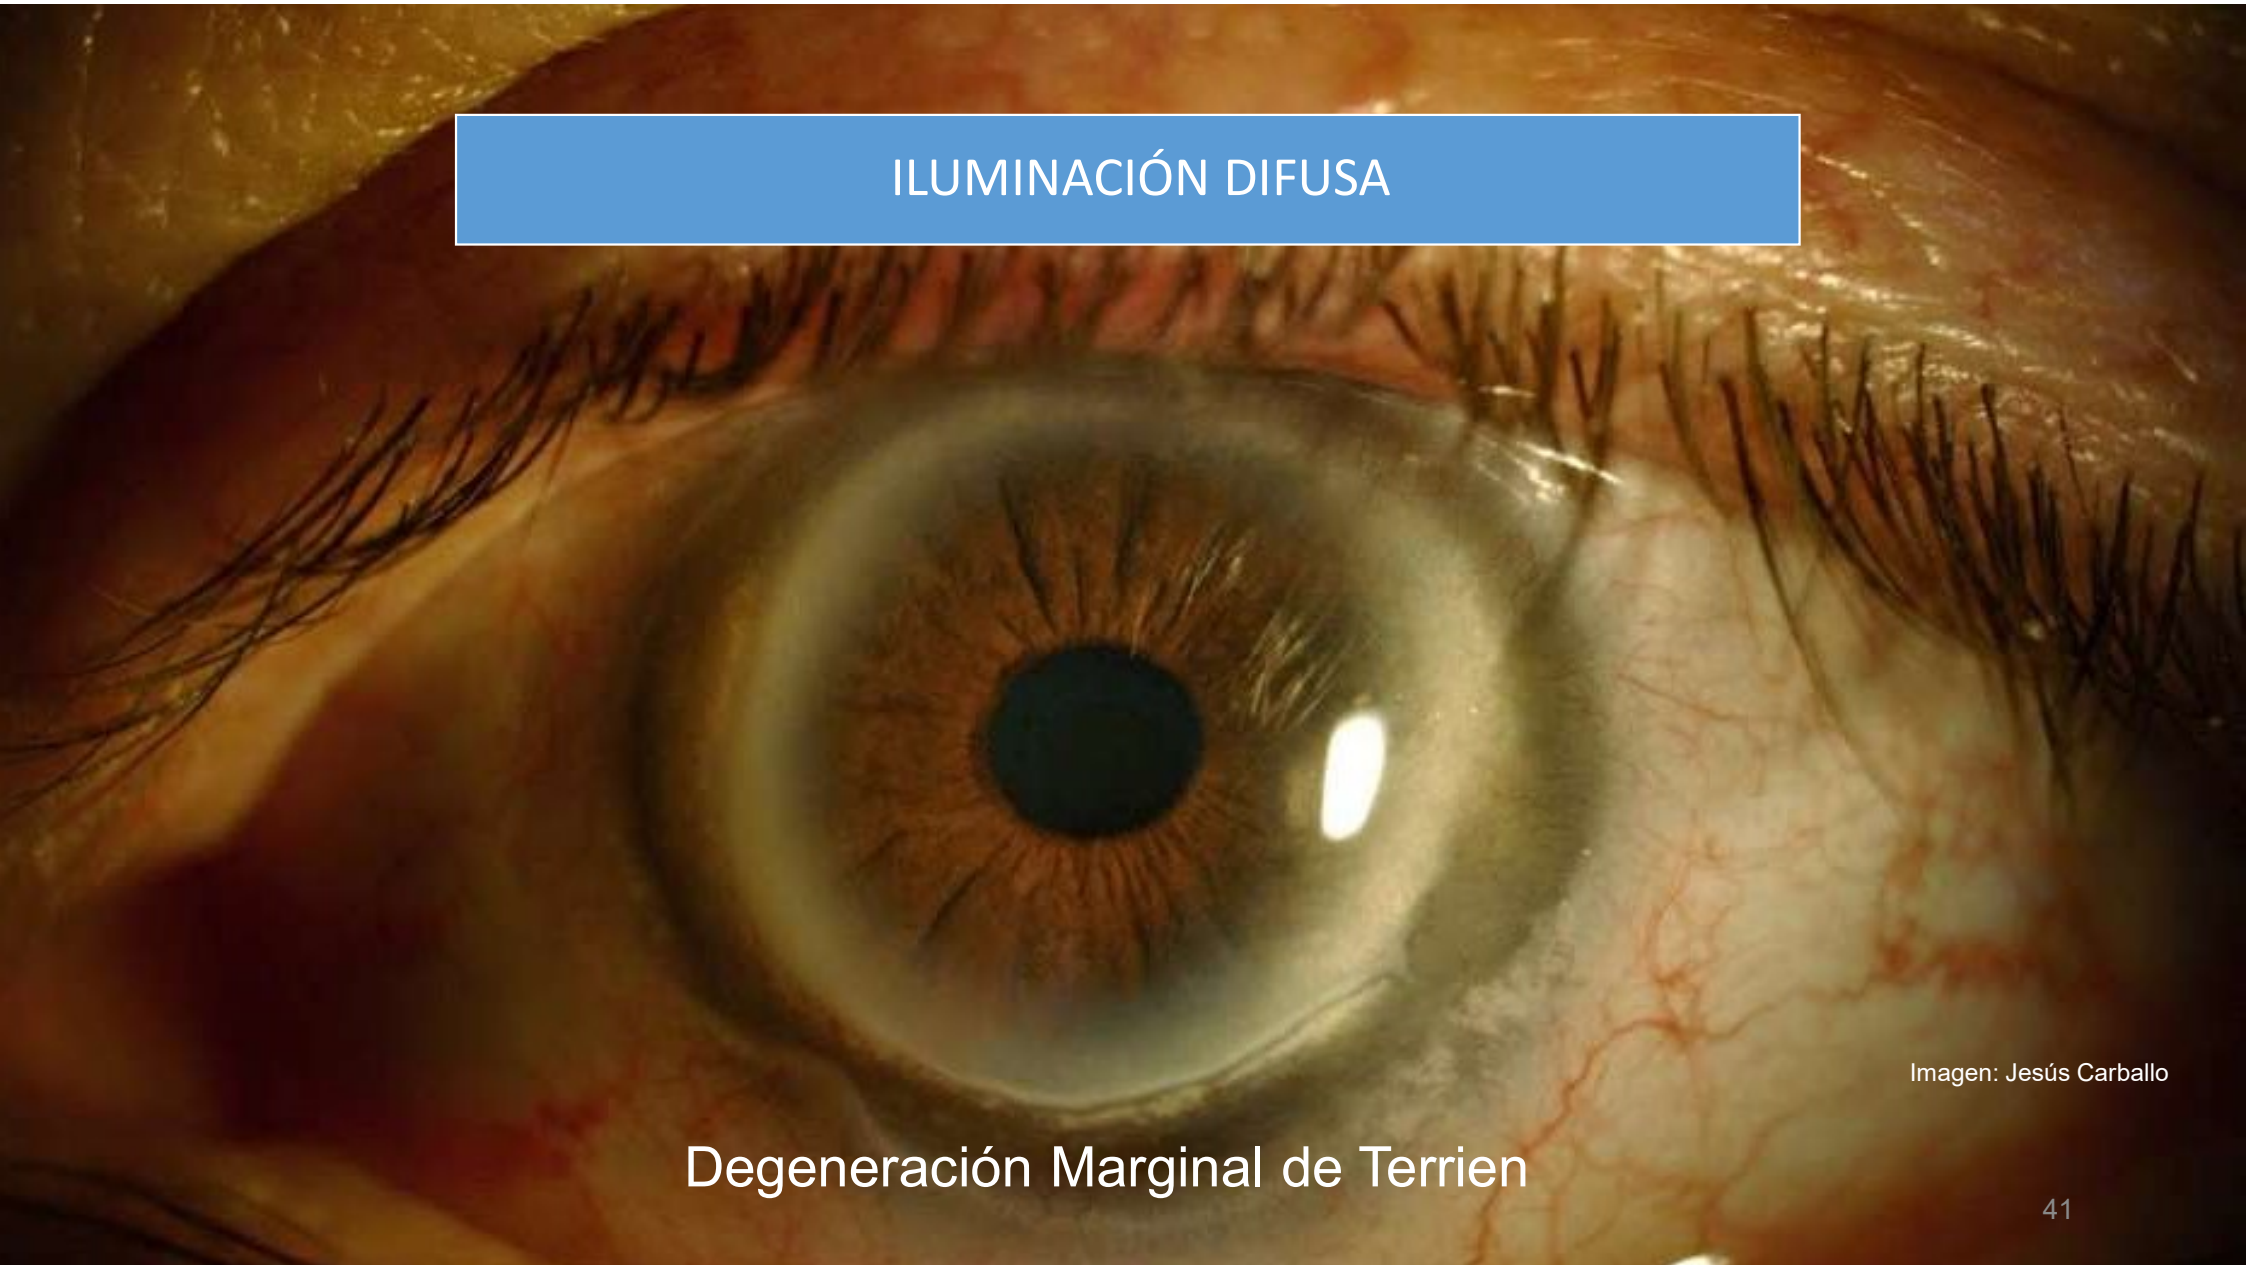 ILUMINACIÓN DIFUSA
Imagen: Jesús Carballo
Degeneración Marginal de Terrien
41